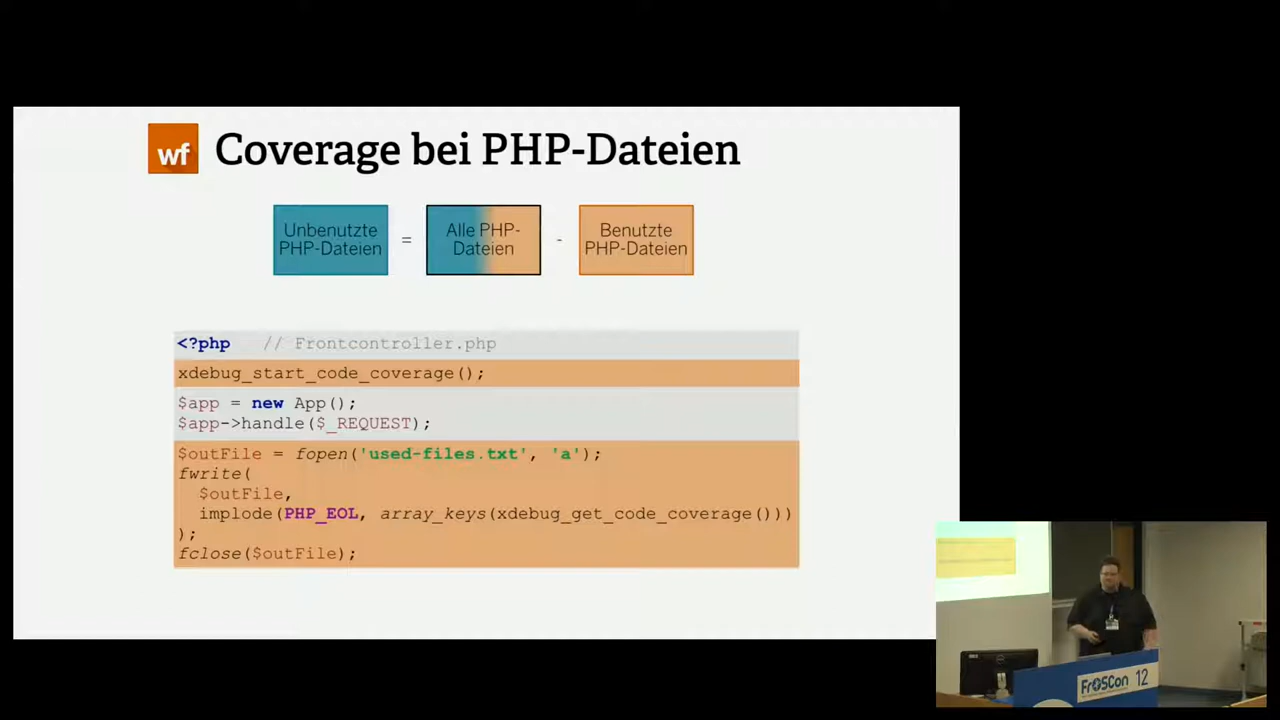 wf
Coverage bei PHP-Dateien
Unbenutzte
PHP-Dateien
=
Alle PHP-
Dateien
-
Benutzte
PHP-Dateien
<?php // Frontcontroller.php
xdebug_start_code_coverage();
$app = new App();
$app->handle($_REQUEST);
$outFile = fopen('used-files.txt', 'a');
fwrite(
$outFile,
implode(PHP_EOL, array_keys(xdebug_get_code_coverage()))
);
fclose($outFile);
FrOSCon 12